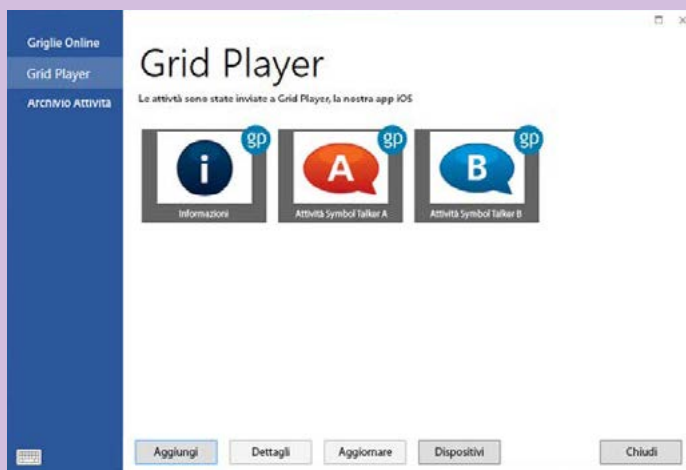 Griglie Online
Grid Player
Archivio Attività
Grid Player
Le attività sono state inviate a Grid Player, la nostra app iOS
gp
gp
gp
i
A
B
Informazioni
Attività Symbol Talker A
Attività Symbol Talker B
Aggiungi
Dettagli
Aggiornare
Dispositivi
Chiudi